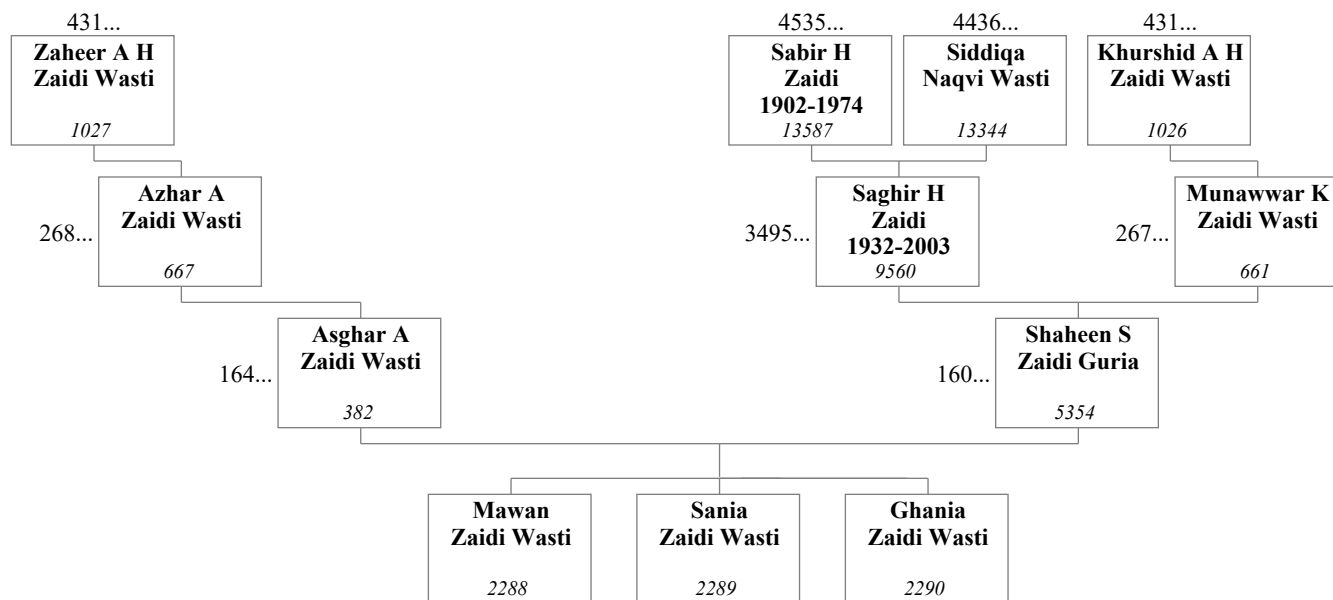 431...
Zaheer A H
Zaidi Wasti
1027
4535...
Sabir H
Zaidi
1902-1974
13587
4436...
Siddiqa
Naqvi Wasti
13344
431...
Khurshid A H
Zaidi Wasti
1026
268...
Azhar A
Zaidi Wasti
667
3495...
Saghir H
Zaidi
1932-2003
9560
267...
Munawwar K
Zaidi Wasti
661
164...
Asghar A
Zaidi Wasti
382
160...
Shaheen S
Zaidi Guria
5354
Mawan
Zaidi Wasti
2288
Sania
Zaidi Wasti
2289
Ghania
Zaidi Wasti
2290